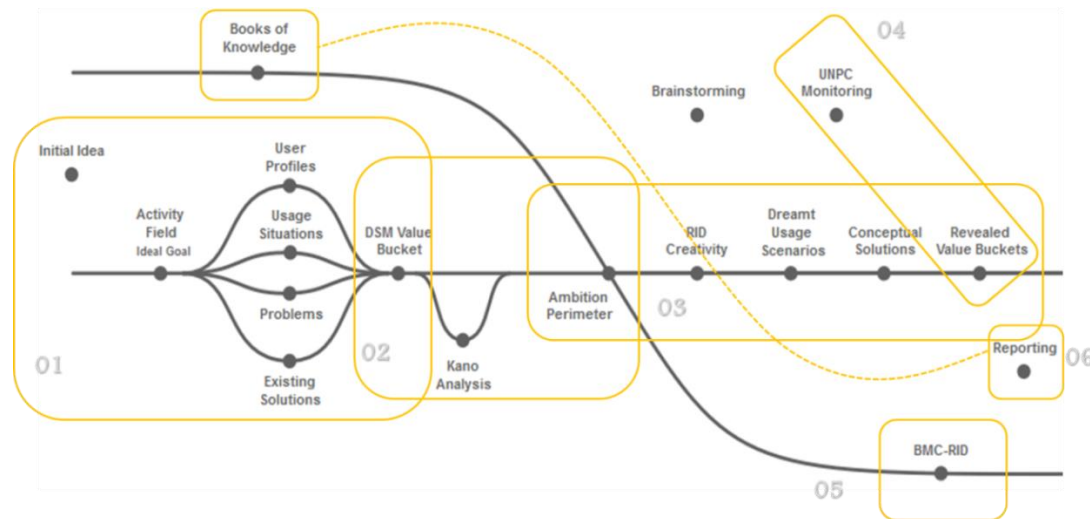 Books of
Knowledge
04
UNPC
Monitoring
Brainstorming
Initial Idea
User
Profiles
Activity
Field
Ideal Goal
Usage
Situations
DSM Value
Bucket
RID
Creativity
Dreamt
Usage
Scenarios
Conceptual
Solutions
Revealed
Value Buckets
Problems
Ambition
Perimeter
03
01
02
Existing
Solutions
Kano
Analysis
Reporting
06
BMC-RID
05